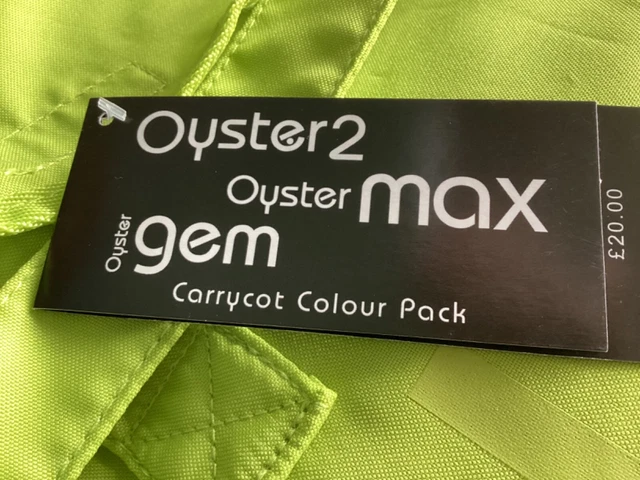 Oyster2
Oyster max
Oyster gem
Carrycot Colour Pack
£20.00